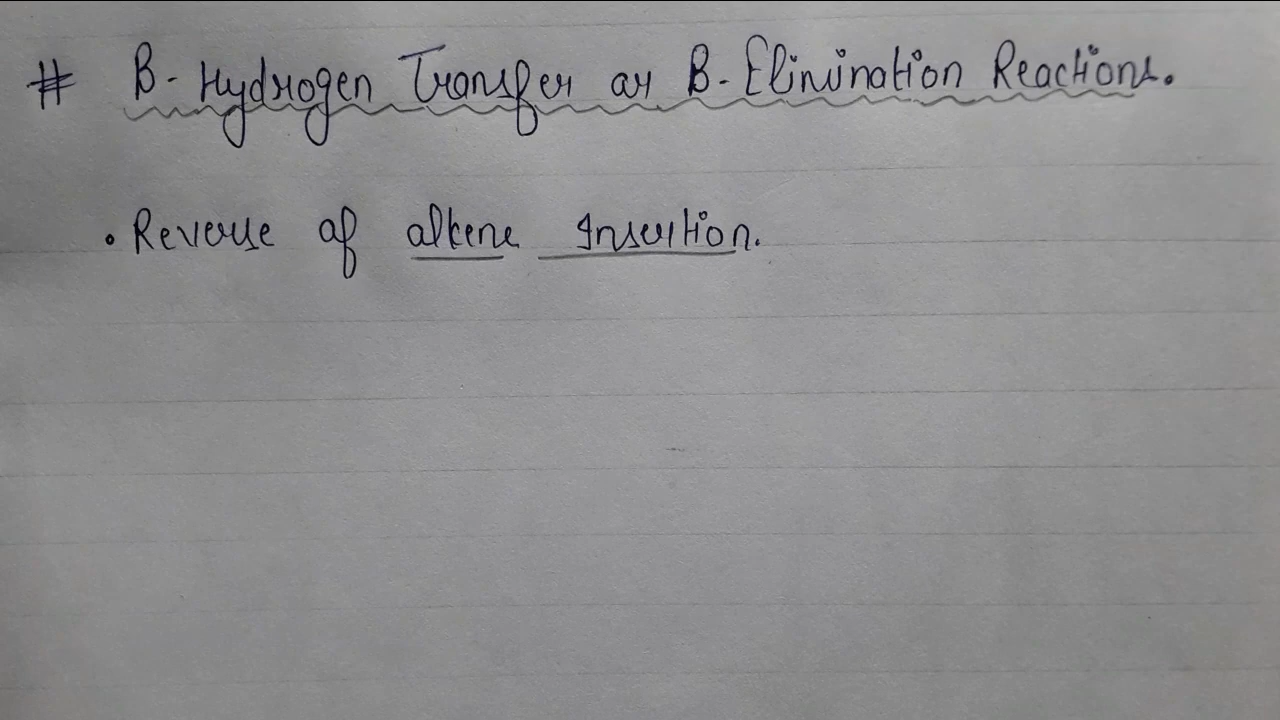 # B- Hydrogen Transfer or B- Elimination Reactions.
• Reverse of alkene Insertion.